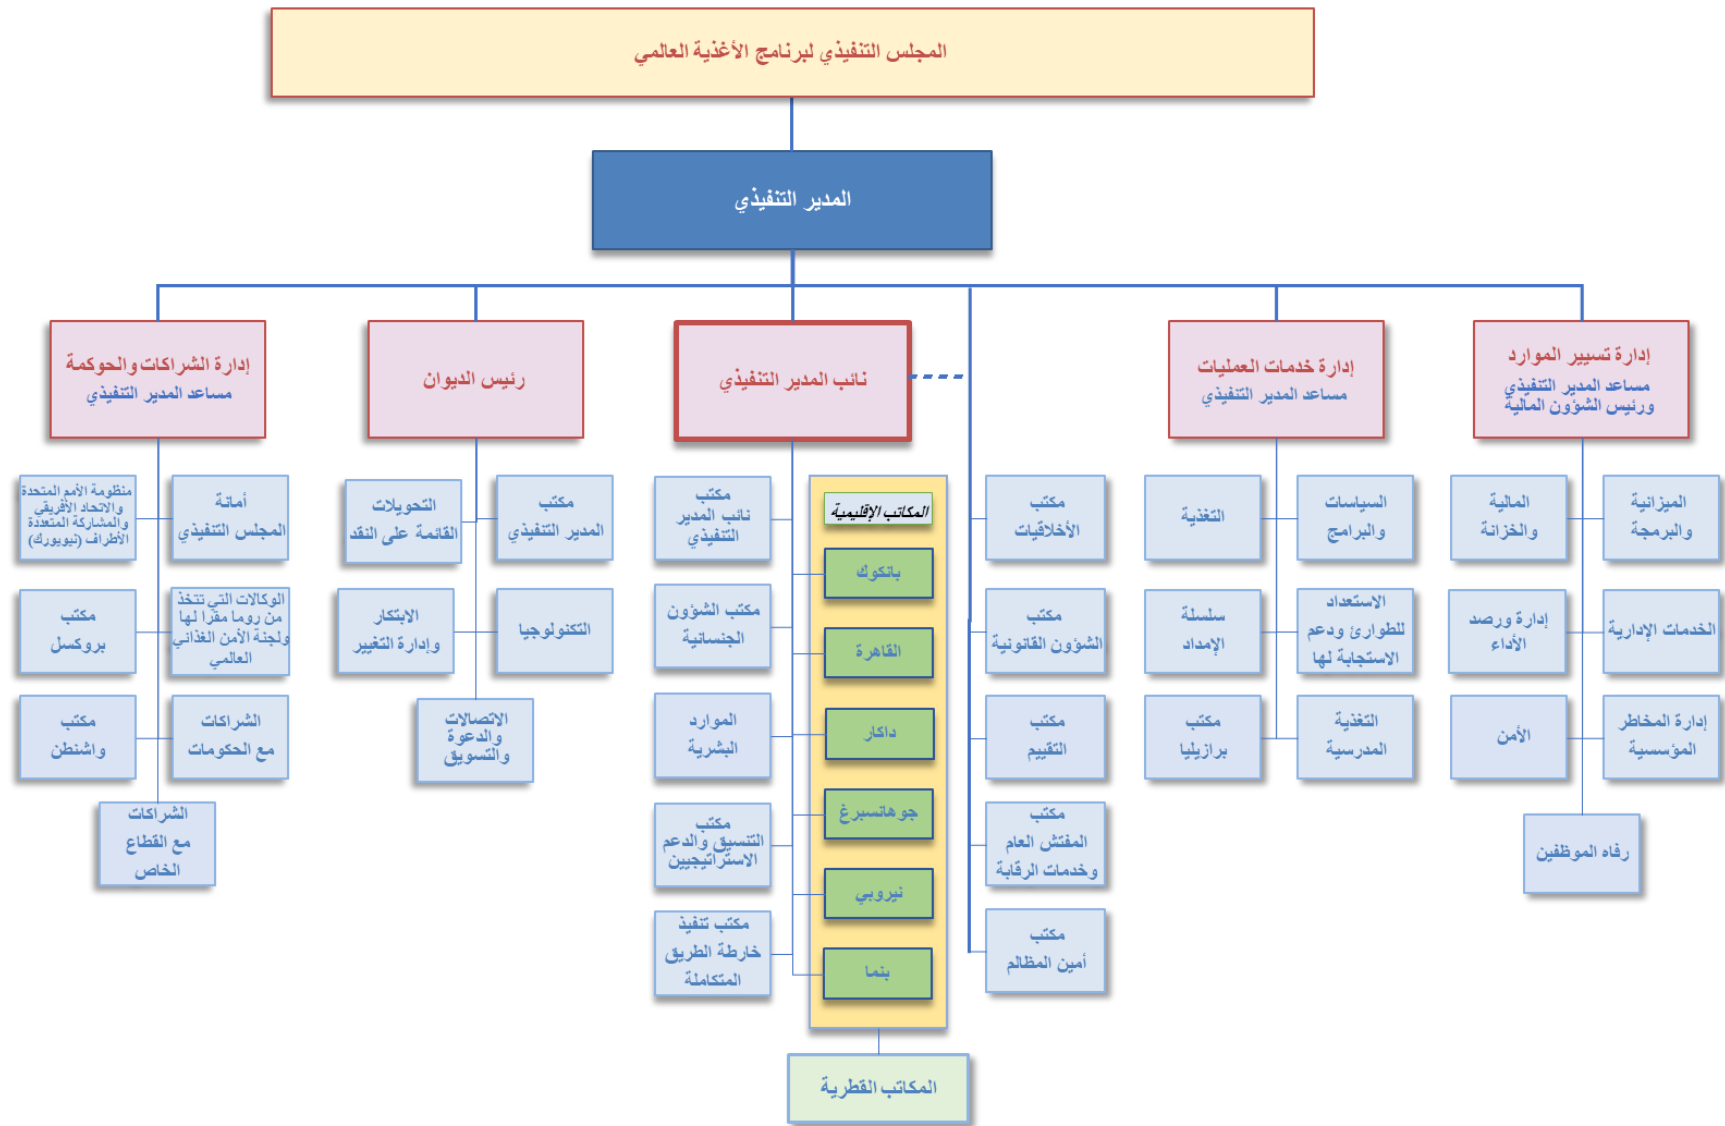 المجلس التنفيذي لبرنامج الأغذية العالمي
المدير التنفيذي
إدارة تسيير الموارد
مساعد المدير التنفيذي
ورئيس الشؤون المالية
إدارة خدمات العمليات
مساعد المدير التنفيذي
نائب المدير التنفيذي
رئيس الديوان
إدارة الشراكات والحوكمة
مساعد المدير التنفيذي
الميزانية
والبرمجة
المالية
والخزانة
الخدمات الإدارية
إدارة ورصد
الأداء
إدارة المخاطر
المؤسسية
الأمن
رفاه الموظفين
السياسات
والبرامج
التغذية
الاستعداد
للطوارئ ودعم
الاستجابة لها
سلسلة
الإمداد
التغذية
المدرسية
مكتب
برازيليا
مكتب
الأخلاقيات
مكتب
الشؤون القانونية
مكتب
التقييم
مكتب
المفتش العام
وخدمات الرقابة
مكتب
أمين المظالم
المكاتب الإقليمية
بانكوك
القاهرة
داكار
جوهانسبرغ
نيروبي
بنما
المكاتب القطرية
مكتب
نائب المدير
التنفيذي
مكتب الشؤون
الجنسانية
الموارد
البشرية
مكتب
التنسيق والدعم
الاستراتيجيين
مكتب تنفيذ
خارطة الطريق
المتكاملة
مكتب
المدير التنفيذي
التحويلات
القائمة على النقد
التكنولوجيا
الابتكار
وإدارة التغيير
الاتصالات
والدعوة
والتسويق
أمانة
المجلس التنفيذي
منظومة الأمم المتحدة
والاتحاد الأفريقي
والمشاركة المتعددة
الأطراف (نيويورك)
الوكالات التي تتخذ
من روما مقرا لها
ولجنة الأمن الغذائي
العالمي
مكتب
بروكسل
الشراكات
مع الحكومات
مكتب
واشنطن
الشراكات
مع القطاع
الخاص